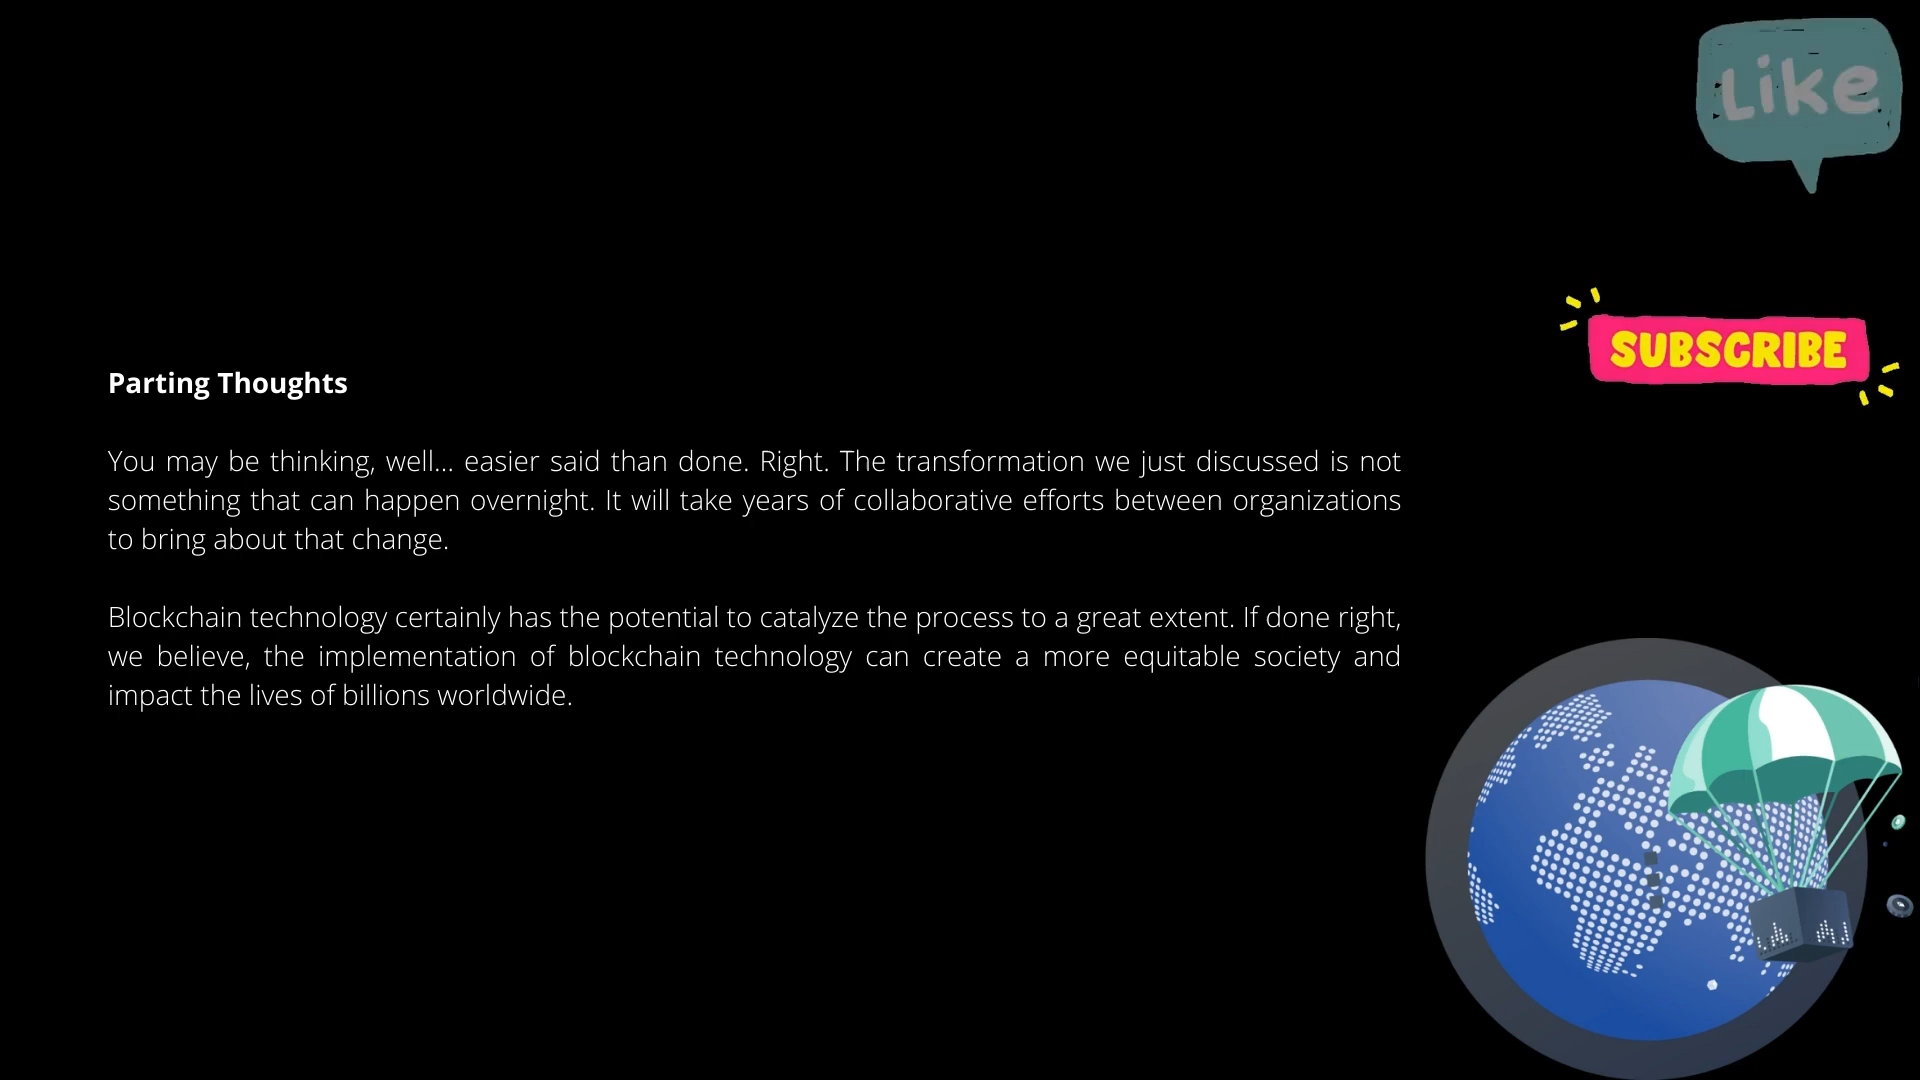 Like
SUBSCRIBE
Parting Thoughts
You may be thinking, well... easier said than done. Right. The transformation we just discussed is not
something that can happen overnight. It will take years of collaborative efforts between organizations
to bring about that change.
Blockchain technology certainly has the potential to catalyze the process to a great extent. If done right,
we believe, the implementation of blockchain technology can create a more equitable society and
impact the lives of billions worldwide.